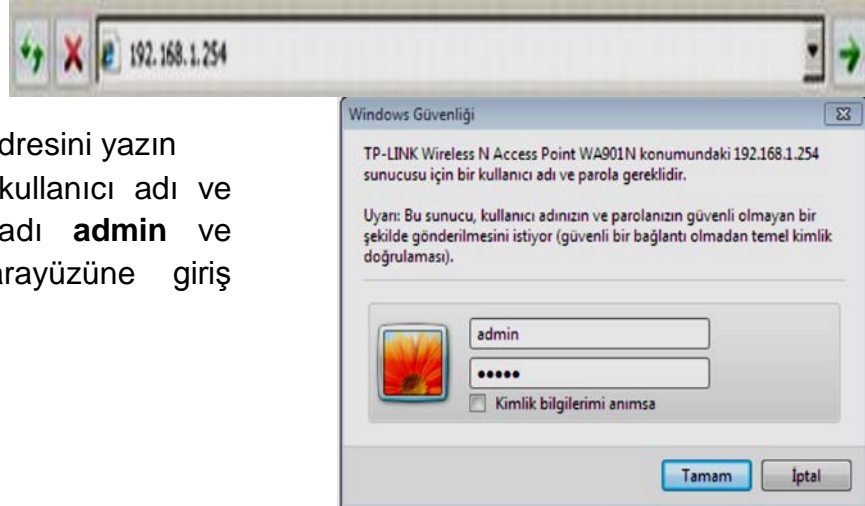 192.168.1.254
Windows Güvenliği
TP-LINK Wireless N Access Point WA901N konumundaki 192.168.1.254
sunucusu için bir kullanıcı adı ve parola gereklidir.
Uyarı: Bu sunucu, kullanıcı adınızın ve parolanızın güvenli olmayan bir
şekilde gönderilmesini istiyor (güvenli bir bağlantı olmadan temel kimlik
doğrulaması).
admin
•••••
Kimlik bilgilerimi anımsa
Tamam İptal
dresini yazın
kullanıcı adı ve
adı admin ve
arayüzüne giriş